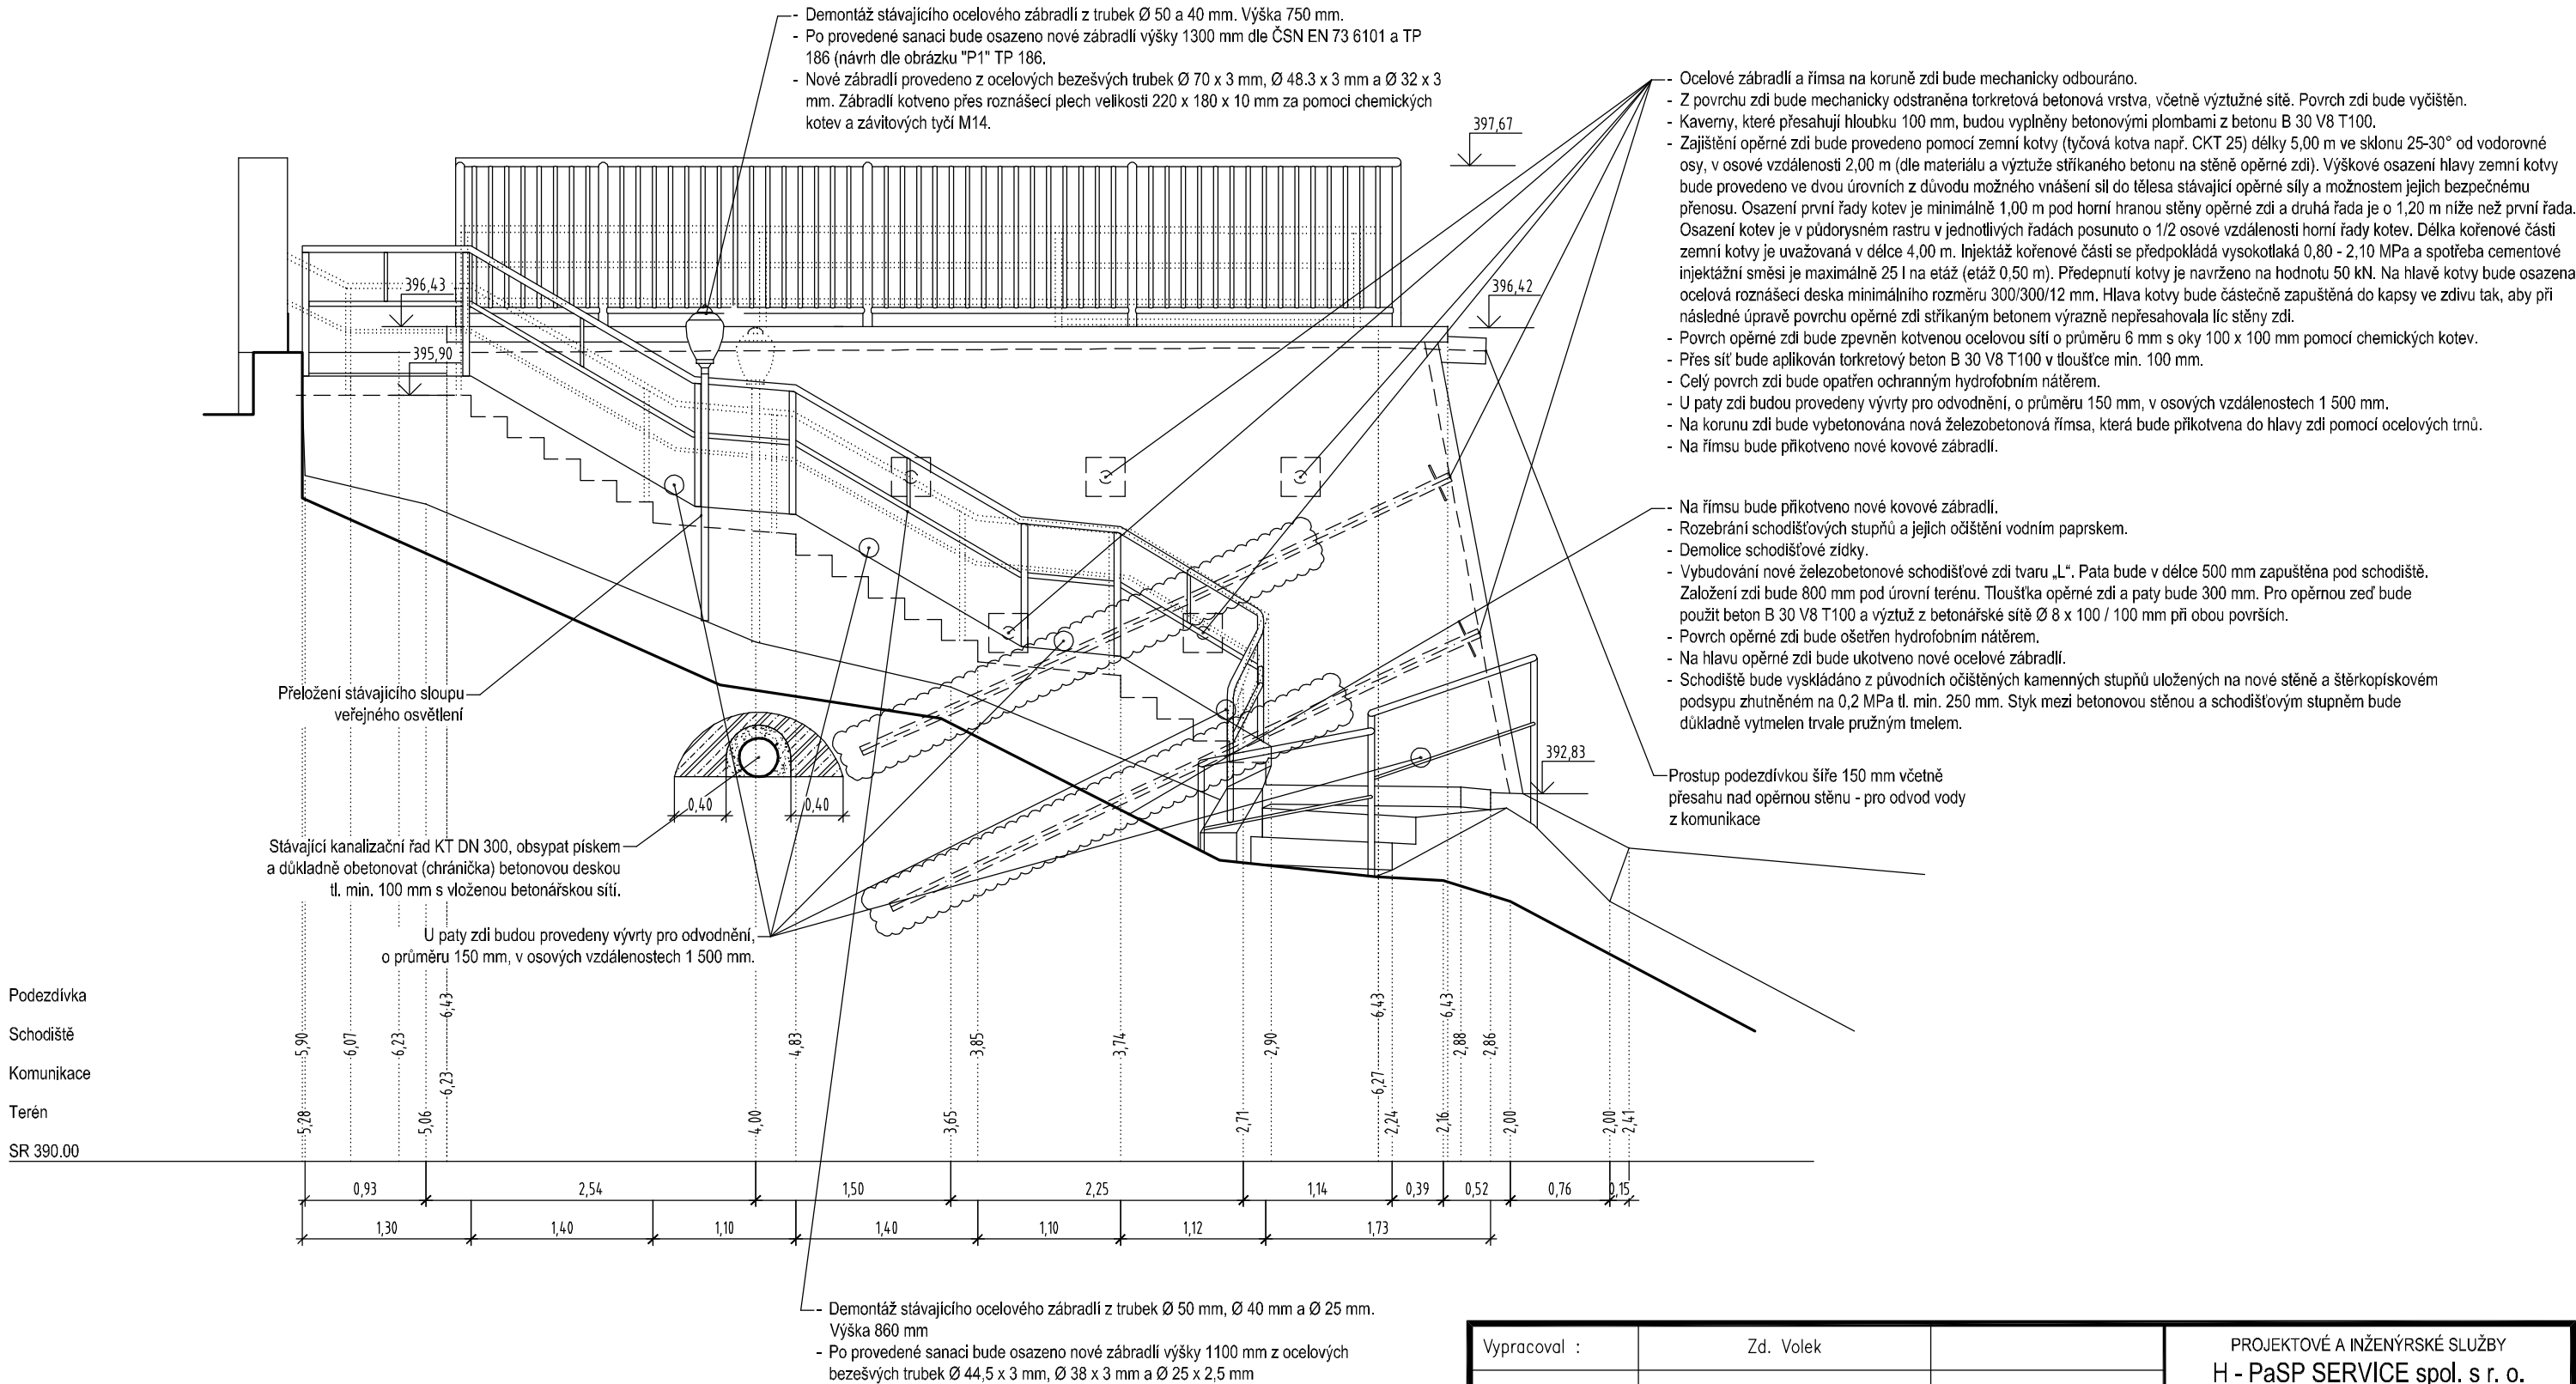 - Demontáž stávajícího ocelového zábradlí z trubek Ø 50 a 40 mm. Výška 750 mm.
- Po provedené sanaci bude osazeno nové zábradlí výšky 1300 mm dle ČSN EN 73 6101 a TP
186 (návrh dle obrázku "P1" TP 186.
- Nové zábradlí provedeno z ocelových bezešvých trubek Ø 70 x 3 mm, Ø 48.3 x 3 mm a Ø 32 x 3
mm. Zábradlí kotveno přes roznášecí plech velikosti 220 x 180 x 10 mm za pomoci chemických
kotev a závitových tyčí M14.
- Ocelové zábradlí a římsa na koruně zdi bude mechanicky odbouráno.
- Z povrchu zdi bude mechanicky odstraněna torkretová betonová vrstva, včetně výztužné sítě. Povrch zdi bude vyčištěn.
- Kaverny, které přesahují hloubku 100 mm, budou vyplněny betonovými plombami z betonu B 30 V8 T100.
- Zajištění opěrné zdi bude provedeno pomocí zemní kotvy (tyčová kotva např. CKT 25) délky 5,00 m ve sklonu 25-30° od vodorovné
osy, v osové vzdálenosti 2,00 m (dle materiálu a výztuže stříkaného betonu na stěně opěrné zdi). Výškové osazení hlavy zemní kotvy
bude provedeno ve dvou úrovních z důvodu možného vnášení sil do tělesa stávající opěrné síly a možnostem jejich bezpečnému
přenosu. Osazení první řady kotev je minimálně 1,00 m pod horní hranou stěny opěrné zdi a druhá řada je o 1,20 m níže než první řada.
Osazení kotev je v půdorysném rastru v jednotlivých řadách posunuto o 1/2 osové vzdálenosti horní řady kotev. Délka kořenové části
zemní kotvy je uvažovaná v délce 4,00 m. Injektáž kořenové části se předpokládá vysokotlaká 0,80 - 2,10 MPa a spotřeba cementové
injektážní směsi je maximálně 25 l na etáž (etáž 0,50 m). Předepnutí kotvy je navrženo na hodnotu 50 kN. Na hlavě kotvy bude osazena
ocelová roznášecí deska minimálního rozměru 300/300/12 mm. Hlava kotvy bude částečně zapuštěná do kapsy ve zdivu tak, aby při
následné úpravě povrchu opěrné zdi stříkaným betonem výrazně nepřesahovala líc stěny zdi.
- Povrch opěrné zdi bude zpevněn kotvenou ocelovou sítí o průměru 6 mm s oky 100 x 100 mm pomocí chemických kotev.
- Přes síť bude aplikován torkretový beton B 30 V8 T100 v tloušťce min. 100 mm.
- Celý povrch zdi bude opatřen ochranným hydrofobním nátěrem.
- U paty zdi budou provedeny vývrty pro odvodnění, o průměru 150 mm, v osových vzdálenostech 1 500 mm.
- Na korunu zdi bude vybetonována nová železobetonová římsa, která bude přikotvena do hlavy zdi pomocí ocelových trnů.
- Na římsu bude přikotveno nové kovové zábradlí.
397,67
396,43
396,42
395,90
- Na římsu bude přikotveno nové kovové zábradlí.
- Rozebrání schodišťových stupňů a jejich očištění vodním paprskem.
- Demolice schodišťové zídky.
- Vybudování nové železobetonové schodišťové zdi tvaru „L“. Pata bude v délce 500 mm zapuštěna pod schodiště.
Založení zdi bude 800 mm pod úrovní terénu. Tloušťka opěrné zdi a paty bude 300 mm. Pro opěrnou zeď bude
použit beton B 30 V8 T100 a výztuž z betonářské sítě Ø 8 x 100 / 100 mm při obou površích.
- Povrch opěrné zdi bude ošetřen hydrofobním nátěrem.
- Na hlavu opěrné zdi bude ukotveno nové ocelové zábradlí.
- Schodiště bude vyskládáno z původních očištěných kamenných stupňů uložených na nové stěně a štěrkopískovém
podsypu zhutněném na 0,2 MPa tl. min. 250 mm. Styk mezi betonovou stěnou a schodišťovým stupněm bude
důkladně vytmelen trvale pružným tmelem.
Přeložení stávajícího sloupu
veřejného osvětlení
392,83
Prostup podezdívkou šíře 150 mm včetně
přesahu nad opěrnou stěnu - pro odvod vody
z komunikace
0,40
0,40
Stávající kanalizační řad KT DN 300, obsypat pískem
a důkladně obetonovat (chránička) betonovou deskou
tl. min. 100 mm s vloženou betonářskou sítí.
U paty zdi budou provedeny vývrty pro odvodnění,
o průměru 150 mm, v osových vzdálenostech 1 500 mm.
Podezdívka
6,43 6,43 6,43
Schodiště
5,90 6,07 6,23 4,83 3,85 3,74 2,90 2,88 2,86
Komunikace
6,23 6,27
Terén
5,28 5,06 4,00 3,65 2,71 2,24 2,16 2,00 2,00 2,41
SR 390.00
0,93 2,54 1,50 2,25 1,14 0,39 0,52 0,76 0,15
1,30 1,40 1,10 1,40 1,10 1,12 1,73
- Demontáž stávajícího ocelového zábradlí z trubek Ø 50 mm, Ø 40 mm a Ø 25 mm.
Výška 860 mm
- Po provedené sanaci bude osazeno nové zábradlí výšky 1100 mm z ocelových
bezešvých trubek Ø 44,5 x 3 mm, Ø 38 x 3 mm a Ø 25 x 2,5 mm
Vypracoval : Zd. Volek
PROJEKTOVÉ A INŽENÝRSKÉ SLUŽBY
H - PaSP SERVICE spol. s r. o.